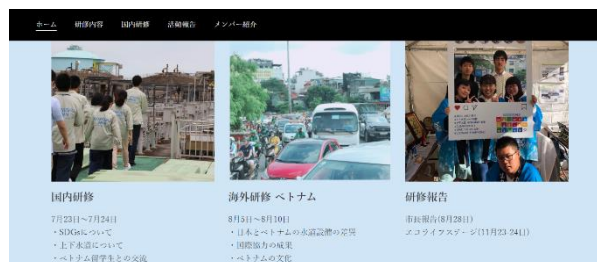 ホーム 研修内容 国内研修 活動報告 メンバー紹介
国内研修
7月23日～7月24日
・SDGsについて
・上下水道について
・ベトナム留学生との交流
海外研修 ベトナム
8月5日～8月10日
・日本とベトナムの水道設備の差異
・国際協力の成果
・ベトナムの文化
研修報告
市長報告(8月28日)
エコライフステージ(11月23-24日)